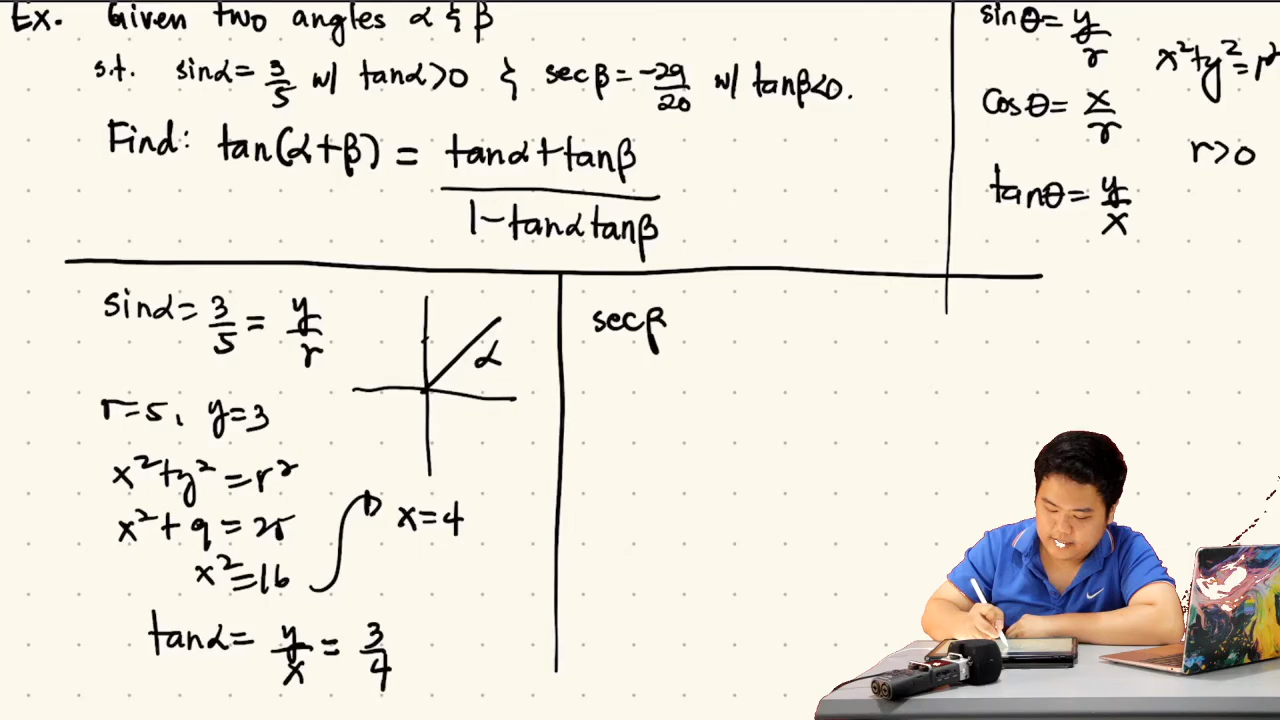 Ex. Given two angles α & β
s.t. sinα = 3/5 w/ tanα>0 & secβ = -29/20 w/ tanβ<0.
Find: tan(α+β) = (tanα+tanβ)/(1-tanαtanβ)
sinθ = y/r
x²+y²=r²
cosθ = x/r
r>0
tanθ = y/x
sinα = 3/5 = y/r
α
r=5, y=3
x²+y²=r²
x²+9=25
x²=16
x=4
tanα = y/x = 3/4
secβ